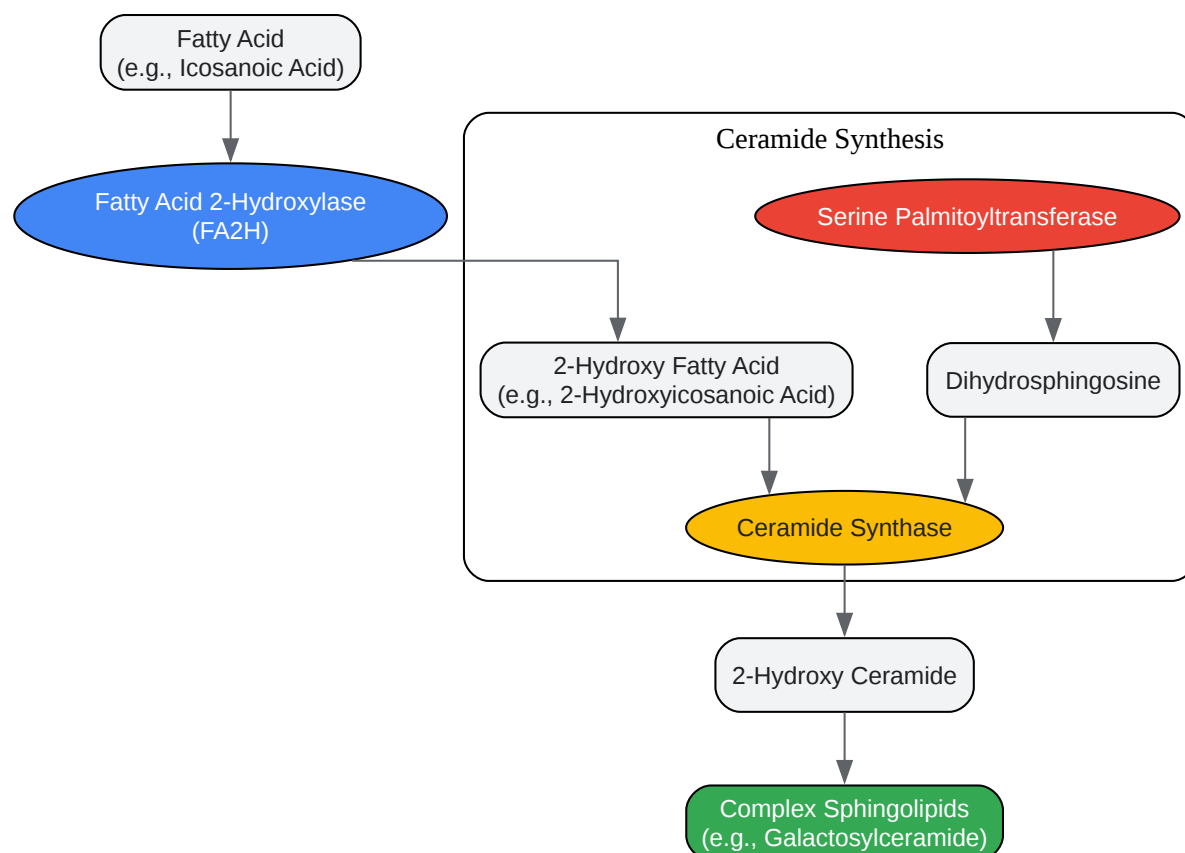 Fatty Acid
(e.g., Icosanoic Acid)
Ceramide Synthesis
Fatty Acid 2-Hydroxylase
(FA2H)
Serine Palmitoyltransferase
2-Hydroxy Fatty Acid
(e.g., 2-Hydroxyicosanoic Acid)
Dihydrosphingosine
Ceramide Synthase
2-Hydroxy Ceramide
Complex Sphingolipids
(e.g., Galactosylceramide)